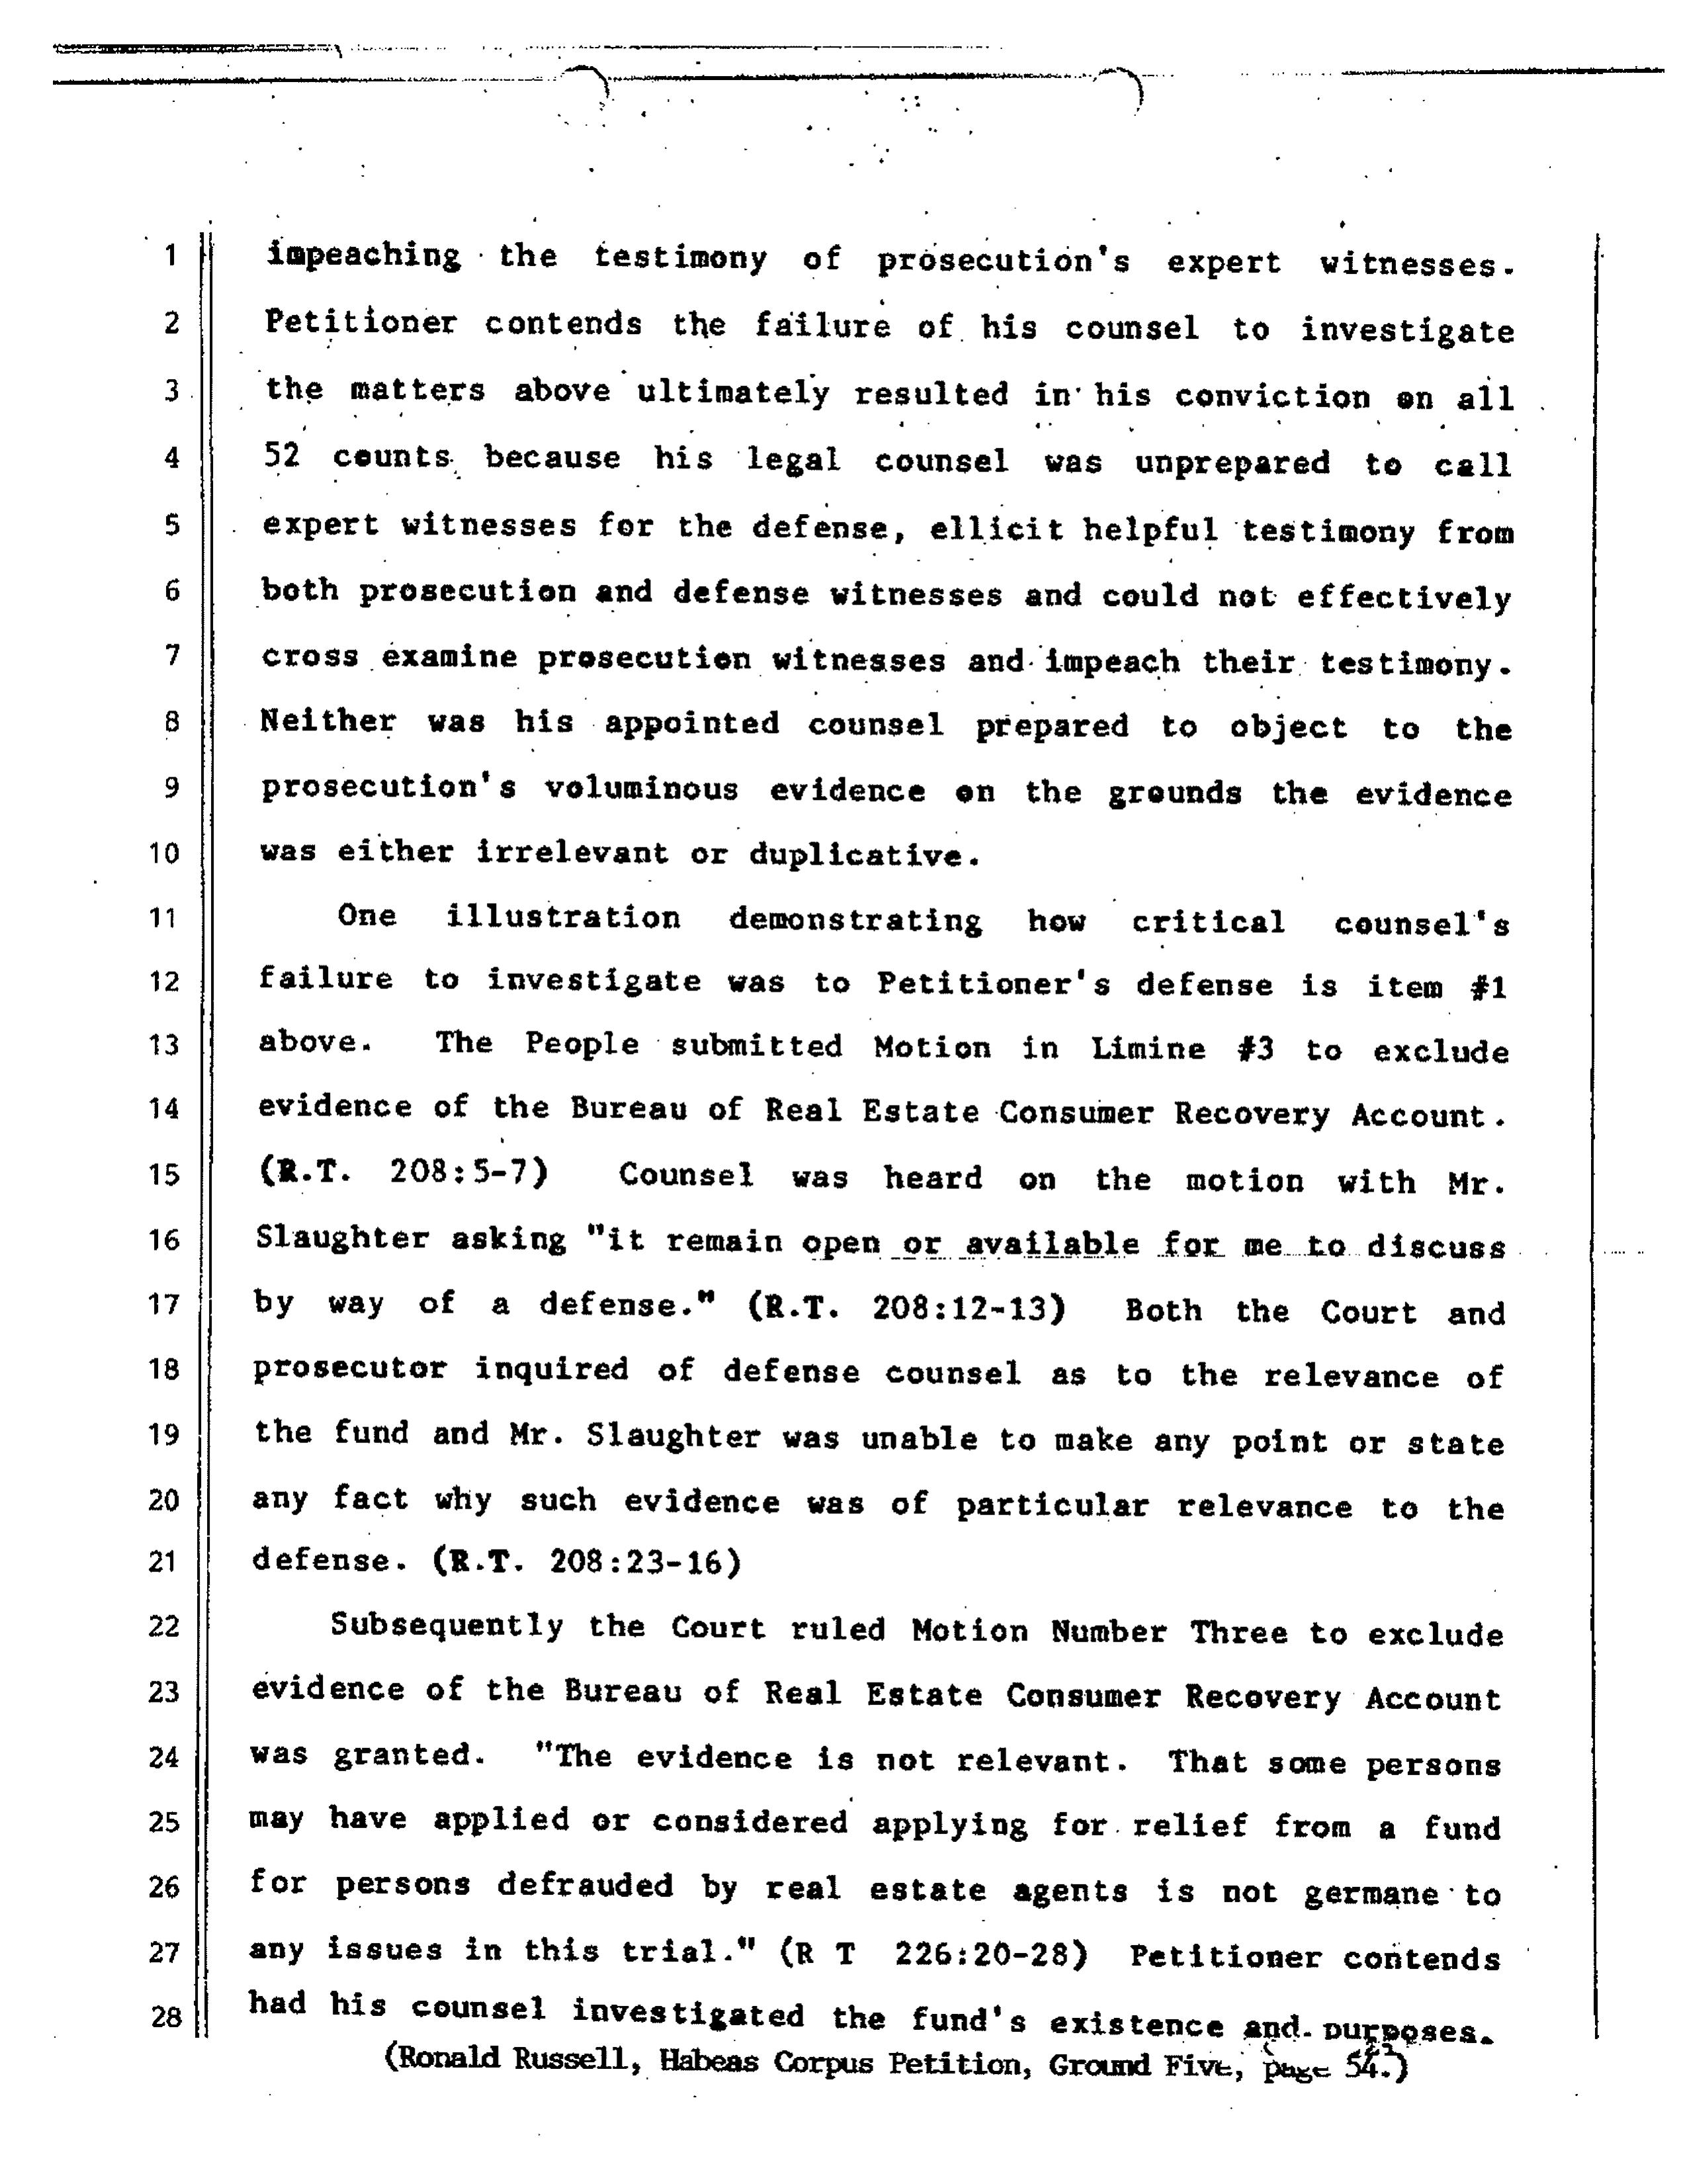 1 impeaching the testimony of prosecution's expert witnesses.
2 Petitioner contends the failure of his counsel to investigate
3 the matters above ultimately resulted in his conviction on all
4 52 counts because his legal counsel was unprepared to call
5 expert witnesses for the defense, ellicit helpful testimony from
6 both prosecution and defense witnesses and could not effectively
7 cross examine prosecution witnesses and impeach their testimony.
8 Neither was his appointed counsel prepared to object to the
9 prosecution's voluminous evidence on the grounds the evidence
10 was either irrelevant or duplicative.
11 One illustration demonstrating how critical counsel's
12 failure to investigate was to Petitioner's defense is item #1
13 above. The People submitted Motion in Limine #3 to exclude
14 evidence of the Bureau of Real Estate Consumer Recovery Account.
15 (R.T. 208:5-7) Counsel was heard on the motion with Mr.
16 Slaughter asking "it remain open or available for me to discuss
17 by way of a defense." (R.T. 208:12-13) Both the Court and
18 prosecutor inquired of defense counsel as to the relevance of
19 the fund and Mr. Slaughter was unable to make any point or state
20 any fact why such evidence was of particular relevance to the
21 defense. (R.T. 208:23-16)
22 Subsequently the Court ruled Motion Number Three to exclude
23 evidence of the Bureau of Real Estate Consumer Recovery Account
24 was granted. "The evidence is not relevant. That some persons
25 may have applied or considered applying for relief from a fund
26 for persons defrauded by real estate agents is not germane to
27 any issues in this trial." (R T 226:20-28) Petitioner contends
28 had his counsel investigated the fund's existence and purposes.
(Ronald Russell, Habeas Corpus Petition, Ground Five, page 54.)